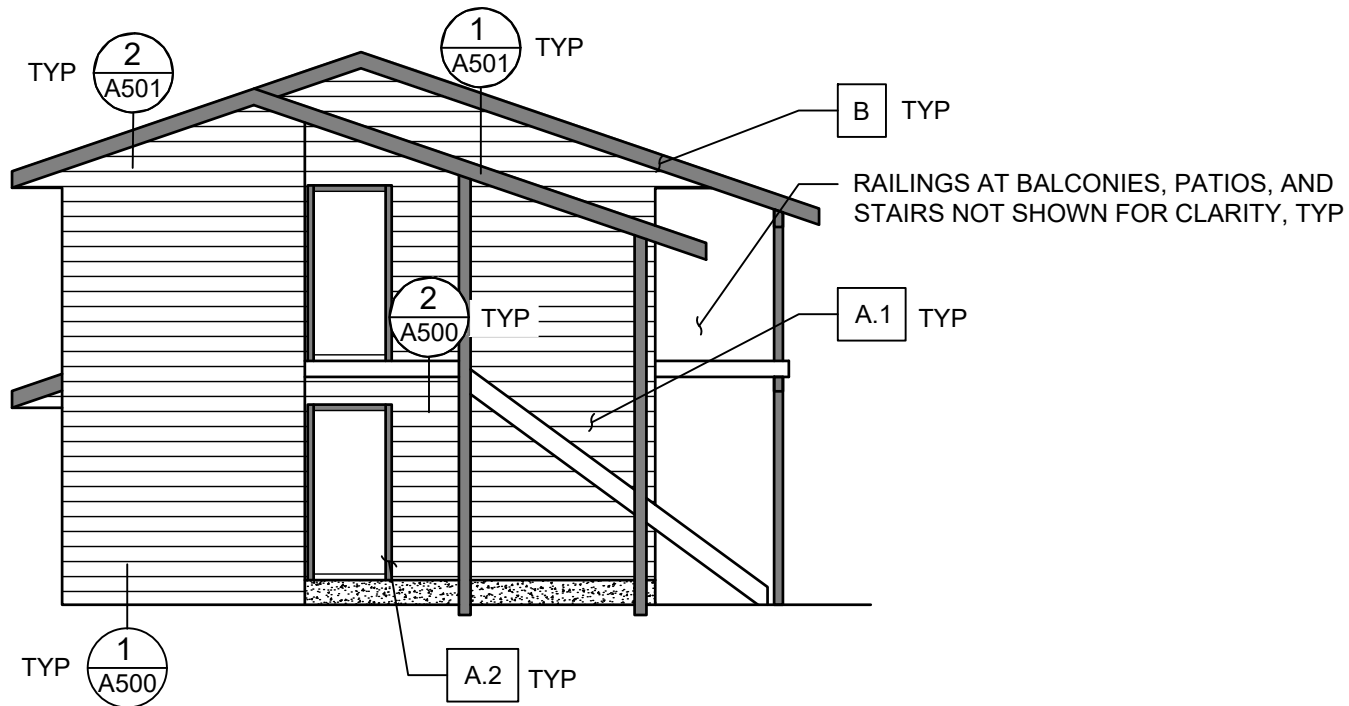 1
A501
TYP
TYP
2
A501
B
TYP
RAILINGS AT BALCONIES, PATIOS, AND
STAIRS NOT SHOWN FOR CLARITY, TYP
2
A500
TYP
A.1
TYP
TYP
1
A500
A.2
TYP